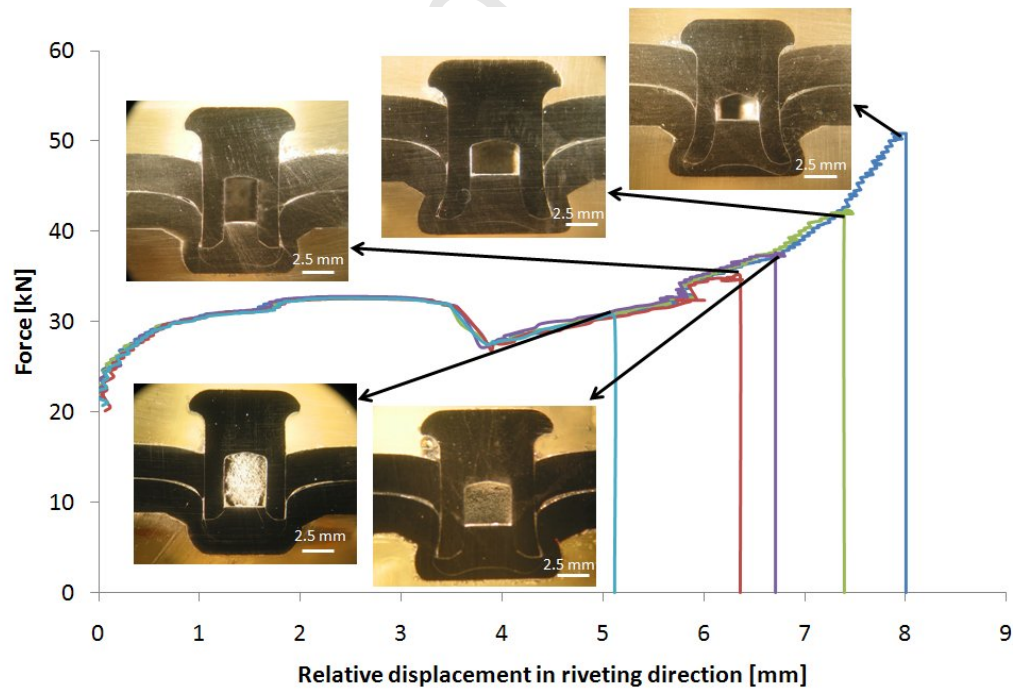 60
50
40
30
20
10
0
Force [kN]
2.5 mm
2.5 mm
2.5 mm
2.5 mm
2.5 mm
0 1 2 3 4 5 6 7 8 9
Relative displacement in riveting direction [mm]